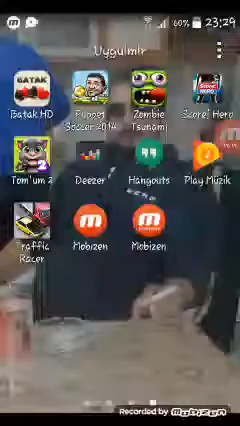 60% 23:29
Uygulmlr
Batak HD
Puppet Soccer 2014
Zombie Tsunami
Score! Hero
Tom'um 2
Deezer
Hangouts
Play Müzik
Traffic Racer
Mobizen
Mobizen
Recorded by mobizen